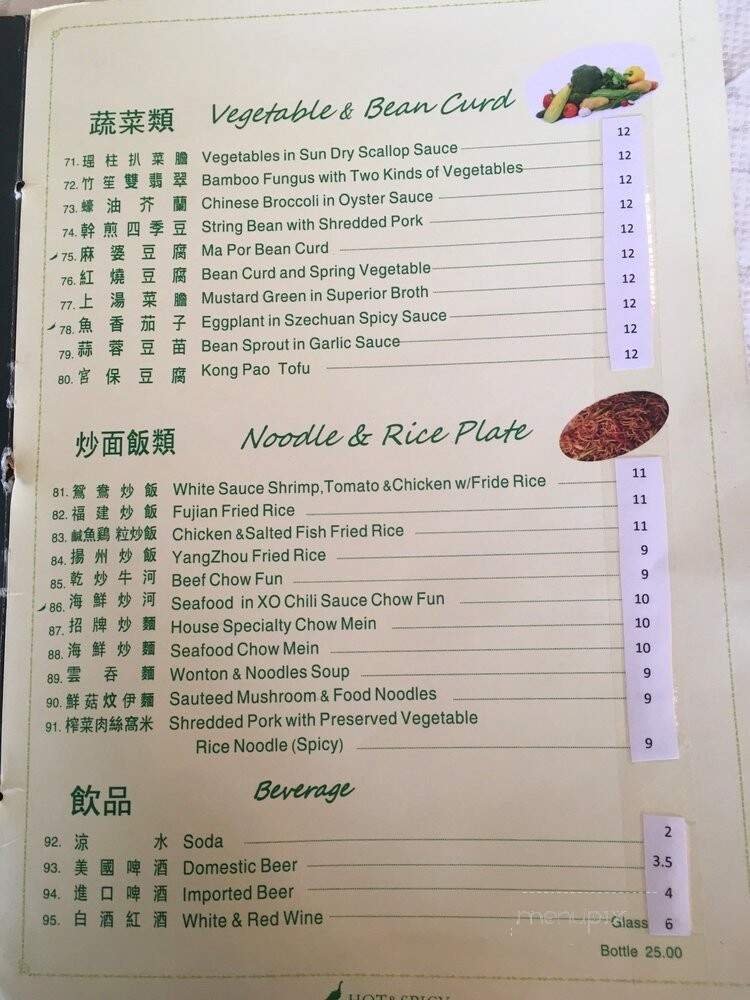 蔬菜類 Vegetable & Bean Curd
71. 瑶柱扒菜膽 Vegetables in Sun Dry Scallop Sauce 12
72. 竹笙雙翡翠 Bamboo Fungus with Two Kinds of Vegetables 12
73. 蠔油芥蘭 Chinese Broccoli in Oyster Sauce 12
74. 幹煎四季豆 String Bean with Shredded Pork 12
75. 麻婆豆腐 Ma Por Bean Curd 12
76. 紅燒豆腐 Bean Curd and Spring Vegetable 12
77. 上湯菜膽 Mustard Green in Superior Broth 12
78. 魚香茄子 Eggplant in Szechuan Spicy Sauce 12
79. 蒜蓉豆苗 Bean Sprout in Garlic Sauce 12
80. 宮保豆腐 Kong Pao Tofu 12
炒面飯類 Noodle & Rice Plate
81. 鴛鴦炒飯 White Sauce Shrimp,Tomato &Chicken w/Fride Rice 11
82. 福建炒飯 Fujian Fried Rice 11
83. 鹹魚鷄粒炒飯 Chicken &Salted Fish Fried Rice 11
84. 揚州炒飯 YangZhou Fried Rice 9
85. 乾炒牛河 Beef Chow Fun 9
86. 海鮮炒河 Seafood in XO Chili Sauce Chow Fun 10
87. 招牌炒麵 House Specialty Chow Mein 10
88. 海鮮炒麵 Seafood Chow Mein 10
89. 雲吞麵 Wonton & Noodles Soup 9
90. 鮮菇炆伊麵 Sauteed Mushroom & Food Noodles 9
91. 榨菜肉絲窩米 Shredded Pork with Preserved Vegetable
Rice Noodle (Spicy) 9
飲品 Beverage
92. 涼水 Soda 2
93. 美國啤酒 Domestic Beer 3.5
94. 進口啤酒 Imported Beer 4
95. 白酒紅酒 White & Red Wine Glass 6
Bottle 25.00
HOT & SPICY